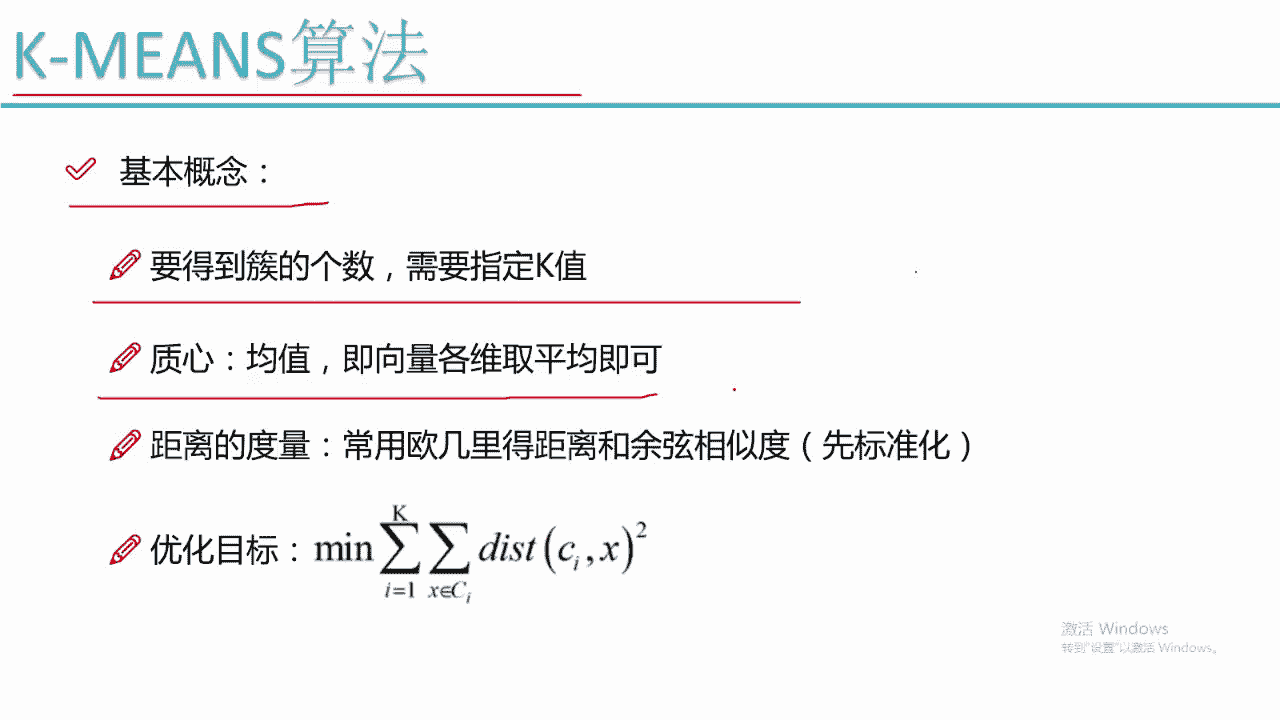 K-MEANS算法
基本概念：
要得到簇的个数，需要指定K值
质心：均值，即向量各维取平均即可
距离的度量：常用欧几里得距离和余弦相似度（先标准化）
优化目标：min ∑_{i=1}^{K} ∑_{x∈C_i} dist(c_i, x)^2
激活 Windows
转到"设置"以激活 Windows。